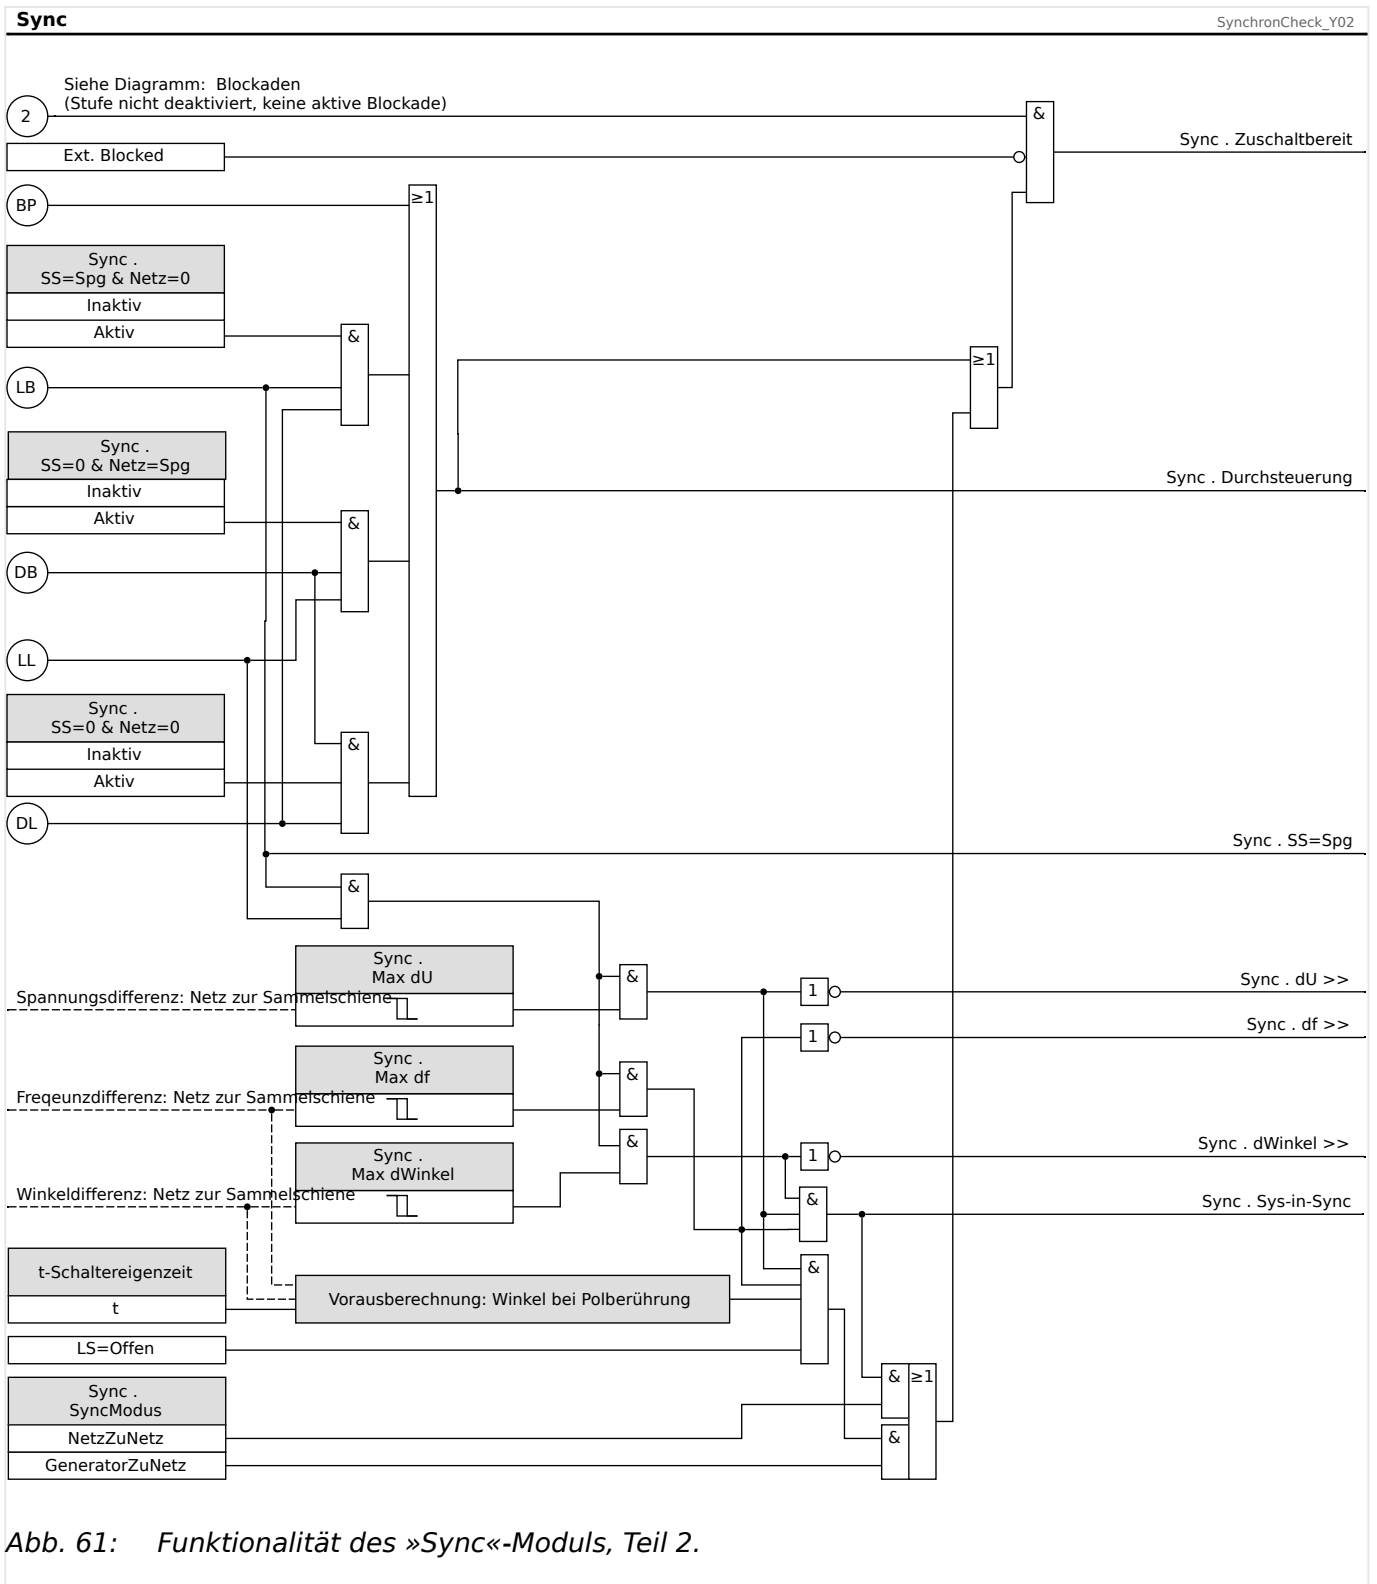 Sync
SynchronCheck_Y02
Siehe Diagramm:  Blockaden
(Stufe nicht deaktiviert, keine aktive Blockade)
2
&
Sync . Zuschaltbereit
Ext. Blocked
BP
≥1
Sync .
SS=Spg & Netz=0
Inaktiv
Aktiv
&
≥1
LB
Sync .
SS=0 & Netz=Spg
Inaktiv
Aktiv
&
Sync . Durchsteuerung
DB
LL
Sync .
SS=0 & Netz=0
Inaktiv
Aktiv
&
DL
Sync . SS=Spg
&
Sync .
Max dU
Spannungsdifferenz: Netz zur Sammelschiene
&
1
Sync . dU >>
1
Sync . df >>
Sync .
Max df
Freqeunzdifferenz: Netz zur Sammelschiene
&
Sync .
Max dWinkel
Winkeldifferenz: Netz zur Sammelschiene
&
1
Sync . dWinkel >>
&
Sync . Sys-in-Sync
t-Schaltereigenzeit
t
Vorausberechnung: Winkel bei Polberührung
&
LS=Offen
Sync .
SyncModus
NetzZuNetz
GeneratorZuNetz
&
≥1
&
Abb. 61: Funktionalität des »Sync«-Moduls, Teil 2.